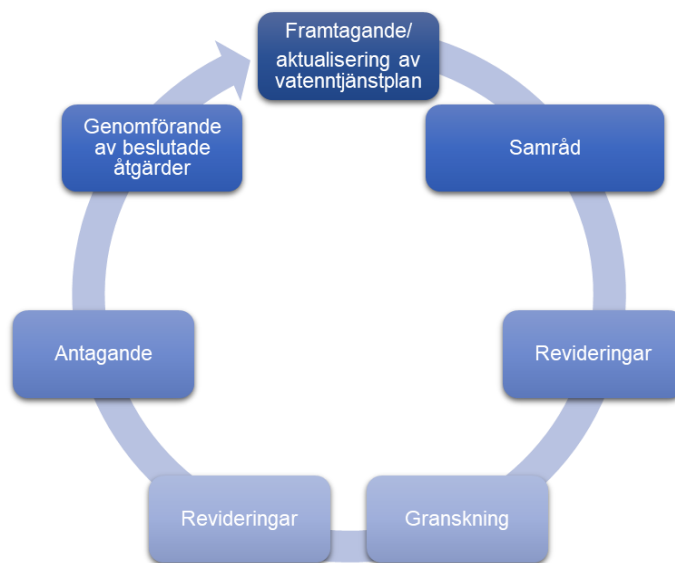 Framtagande/
aktualisering av
vatenntjänstplan
Samråd
Revideringar
Granskning
Revideringar
Antagande
Genomförande
av beslutade
åtgärder